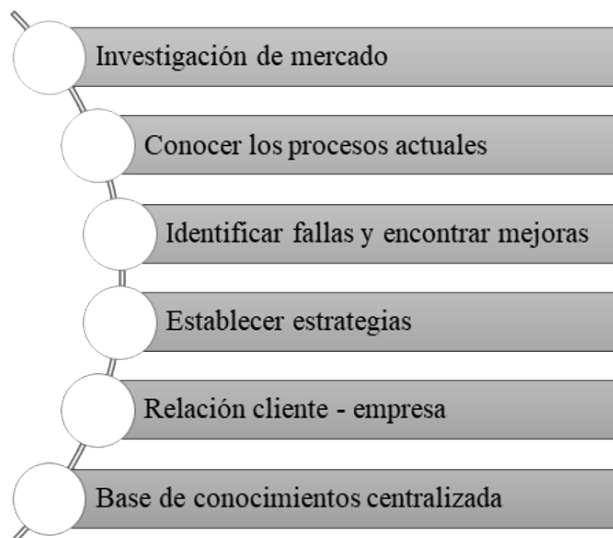 Investigación de mercado
Conocer los procesos actuales
Identificar fallas y encontrar mejoras
Establecer estrategias
Relación cliente - empresa
Base de conocimientos centralizada